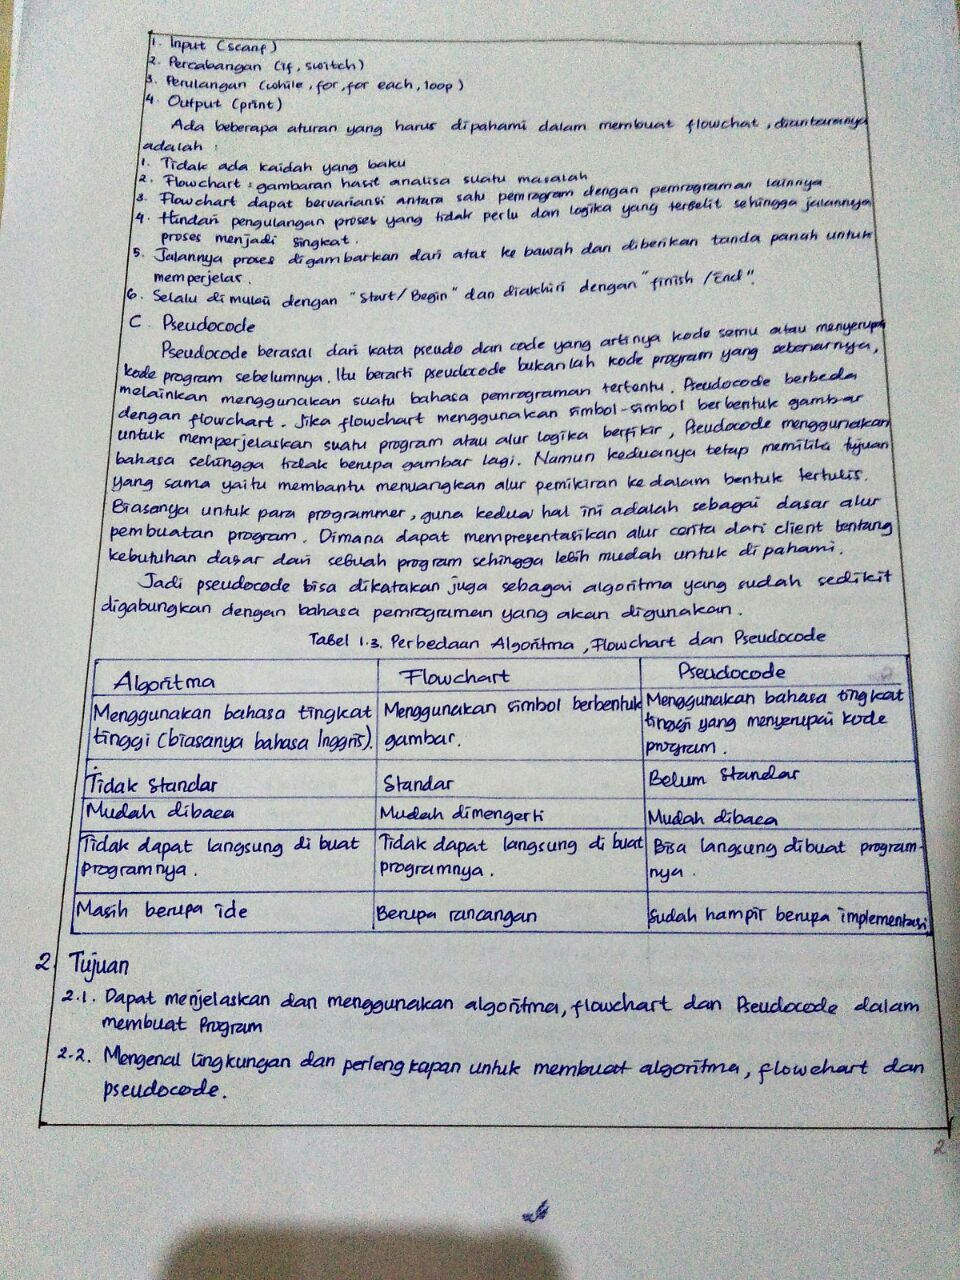 1. Input (scanf)
2. Percabangan (if, switch)
3. Perulangan (while, for, for each, loop)
4. Output (print)
Ada beberapa aturan yang harus dipahami dalam membuat flowchat, diantaranya
adalah :
1. Tidak ada kaidah yang baku
2. Flowchart : gambaran hasil analisa suatu masalah
3. Flowchart dapat bervariansi antara satu pemrogram dengan pemrograman lainnya
4. Hindari pengulangan proses yang tidak perlu dan logika yang terbelit sehingga jalannya
proses menjadi singkat.
5. Jalannya proses digambarkan dari atas ke bawah dan diberikan tanda panah untuk
memperjelas.
6. Selalu di mulai dengan "Start/Begin" dan diakhiri dengan "finish/End".
C. Pseudocode
Pseudocode berasal dari kata pseudo dan code yang artinya kode semu atau menyerupai
kode program sebelumnya. Itu berarti pseudocode bukanlah kode program yang sebenarnya,
melainkan menggunakan suatu bahasa pemrograman tertentu. Pseudocode berbeda
dengan flowchart. Jika flowchart menggunakan simbol-simbol berbentuk gambar
untuk memperjelaskan suatu program atau alur logika berfikir, Pseudocode menggunakan
bahasa sehingga tidak berupa gambar lagi. Namun keduanya tetap memiliki tujuan
yang sama yaitu membantu menuangkan alur pemikiran ke dalam bentuk tertulis.
Biasanya untuk para programmer, guna kedua hal ini adalah sebagai dasar alur
pembuatan program. Dimana dapat mempresentasikan alur cerita dari client tentang
kebutuhan dasar dari sebuah program sehingga lebih mudah untuk di pahami.
Jadi pseudocode bisa dikatakan juga sebagai algoritma yang sudah sedikit
digabungkan dengan bahasa pemrograman yang akan digunakan.
Tabel 1.3. Perbedaan Algoritma, Flowchart dan Pseudocode
Algoritma Flowchart Pseudocode
Menggunakan bahasa tingkat Menggunakan simbol berbentuk Menggunakan bahasa tingkat
tinggi (biasanya bahasa Inggris). gambar. tinggi yang menyerupai kode
program.
Tidak Standar Standar Belum Standar
Mudah dibaca Mudah dimengerti Mudah dibaca
Tidak dapat langsung di buat Tidak dapat langsung di buat Bisa langsung dibuat program-
programnya. programnya. nya.
Masih berupa ide Berupa rancangan Sudah hampir berupa implementasi
2. Tujuan
2.1. Dapat menjelaskan dan menggunakan algoritma, flowchart dan Pseudocode dalam
membuat Program
2.2. Mengenal lingkungan dan perlengkapan untuk membuat algoritma, flowchart dan
pseudocode.
2